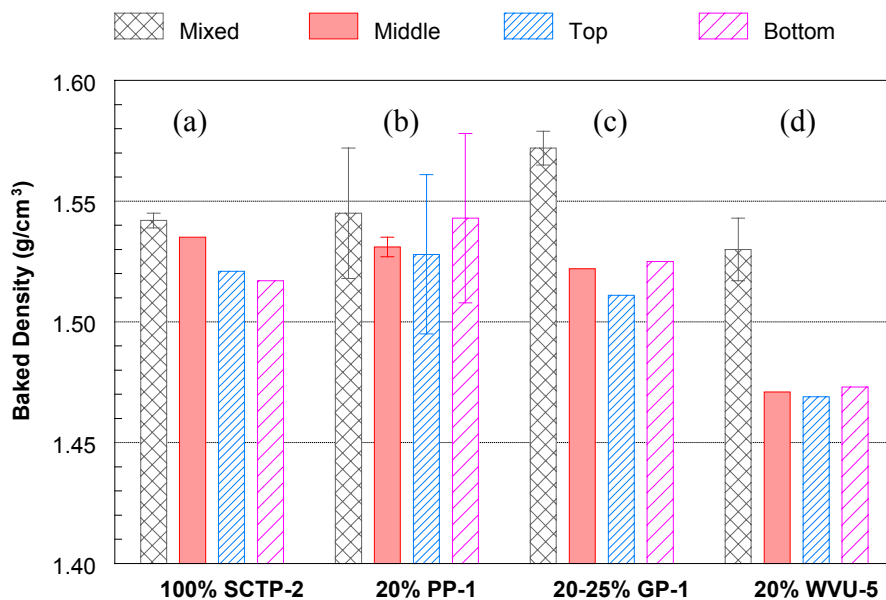 Mixed Middle Top Bottom
1.60
(a) (b) (c) (d)
1.55
1.50
1.45
1.40
Baked Density (g/cm³)
100% SCTP-2 20% PP-1 20-25% GP-1 20% WVU-5